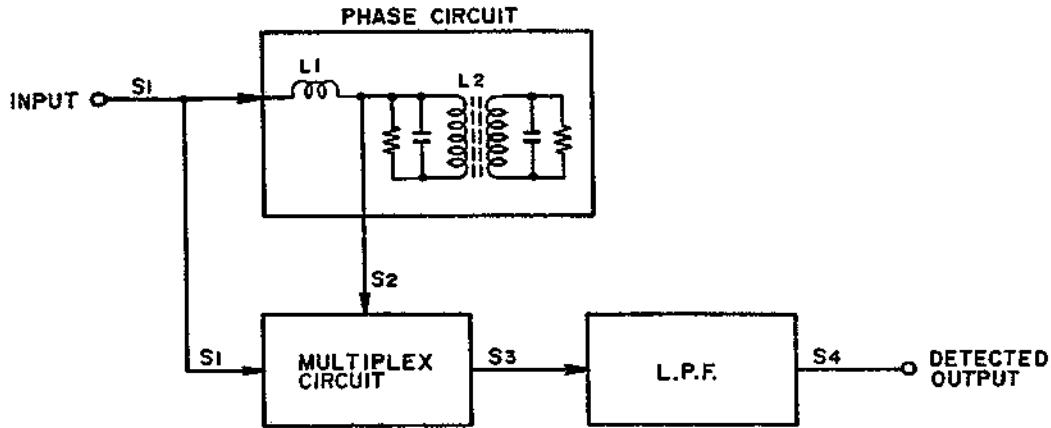 PHASE CIRCUIT
L1
L2
INPUT
S1
S2
S1
MULTIPLEX
CIRCUIT
S3
L.P.F.
S4
DETECTED
OUTPUT